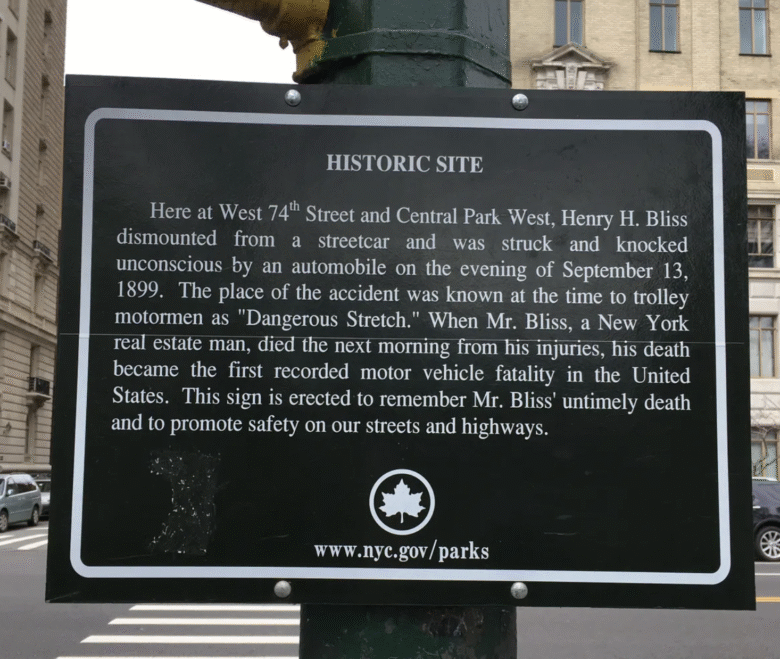 HISTORIC SITE
Here at West 74th Street and Central Park West, Henry H. Bliss
dismounted from a streetcar and was struck and knocked
unconscious by an automobile on the evening of September 13,
1899. The place of the accident was known at the time to trolley
motormen as "Dangerous Stretch." When Mr. Bliss, a New York
real estate man, died the next morning from his injuries, his death
became the first recorded motor vehicle fatality in the United
States. This sign is erected to remember Mr. Bliss' untimely death
and to promote safety on our streets and highways.
www.nyc.gov/parks